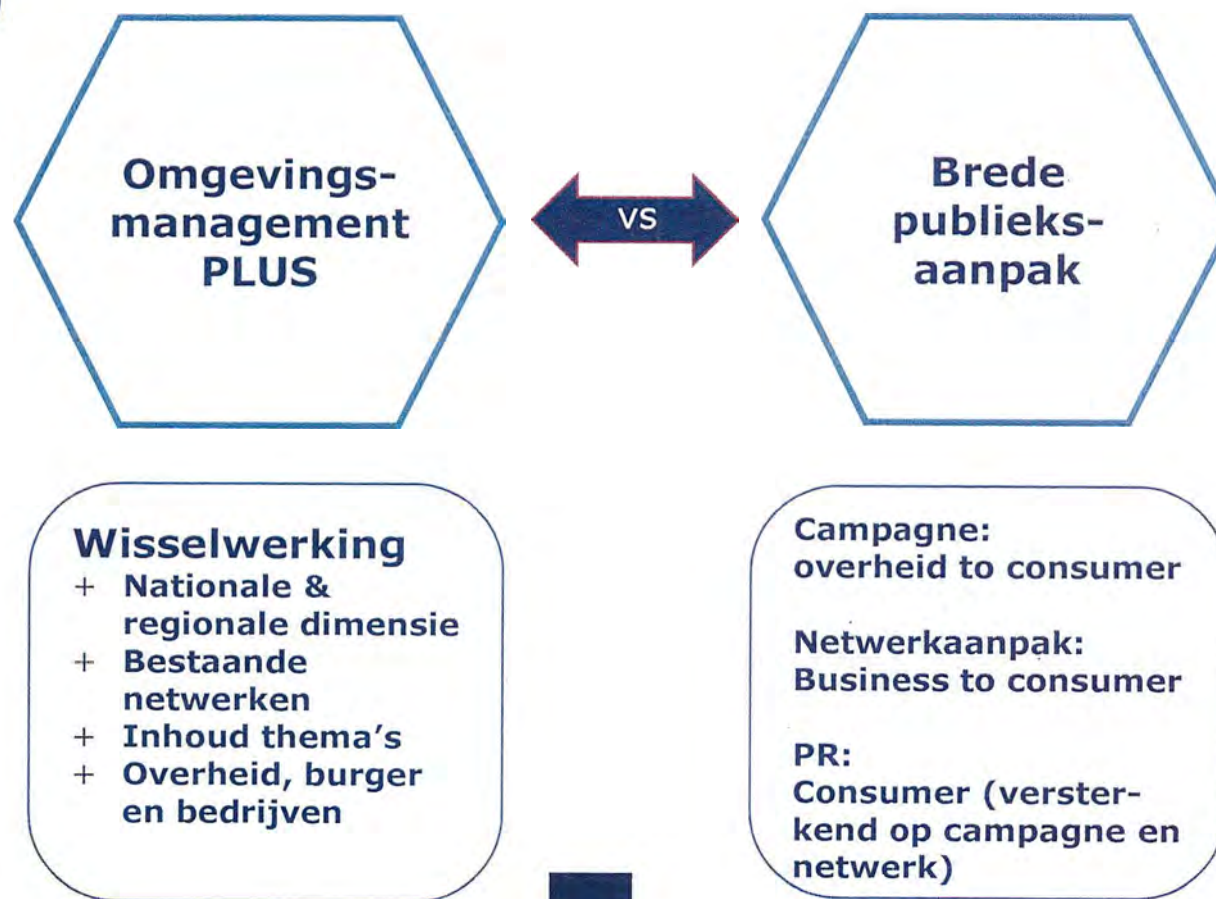 Omgevings-
management
PLUS
vs
Brede
publieks-
aanpak
Wisselwerking
+ Nationale &
regionale dimensie
+ Bestaande
netwerken
+ Inhoud thema's
+ Overheid, burger
en bedrijven
Campagne:
overheid to consumer
Netwerkaanpak:
Business to consumer
PR:
Consumer (verster-
kend op campagne en
netwerk)